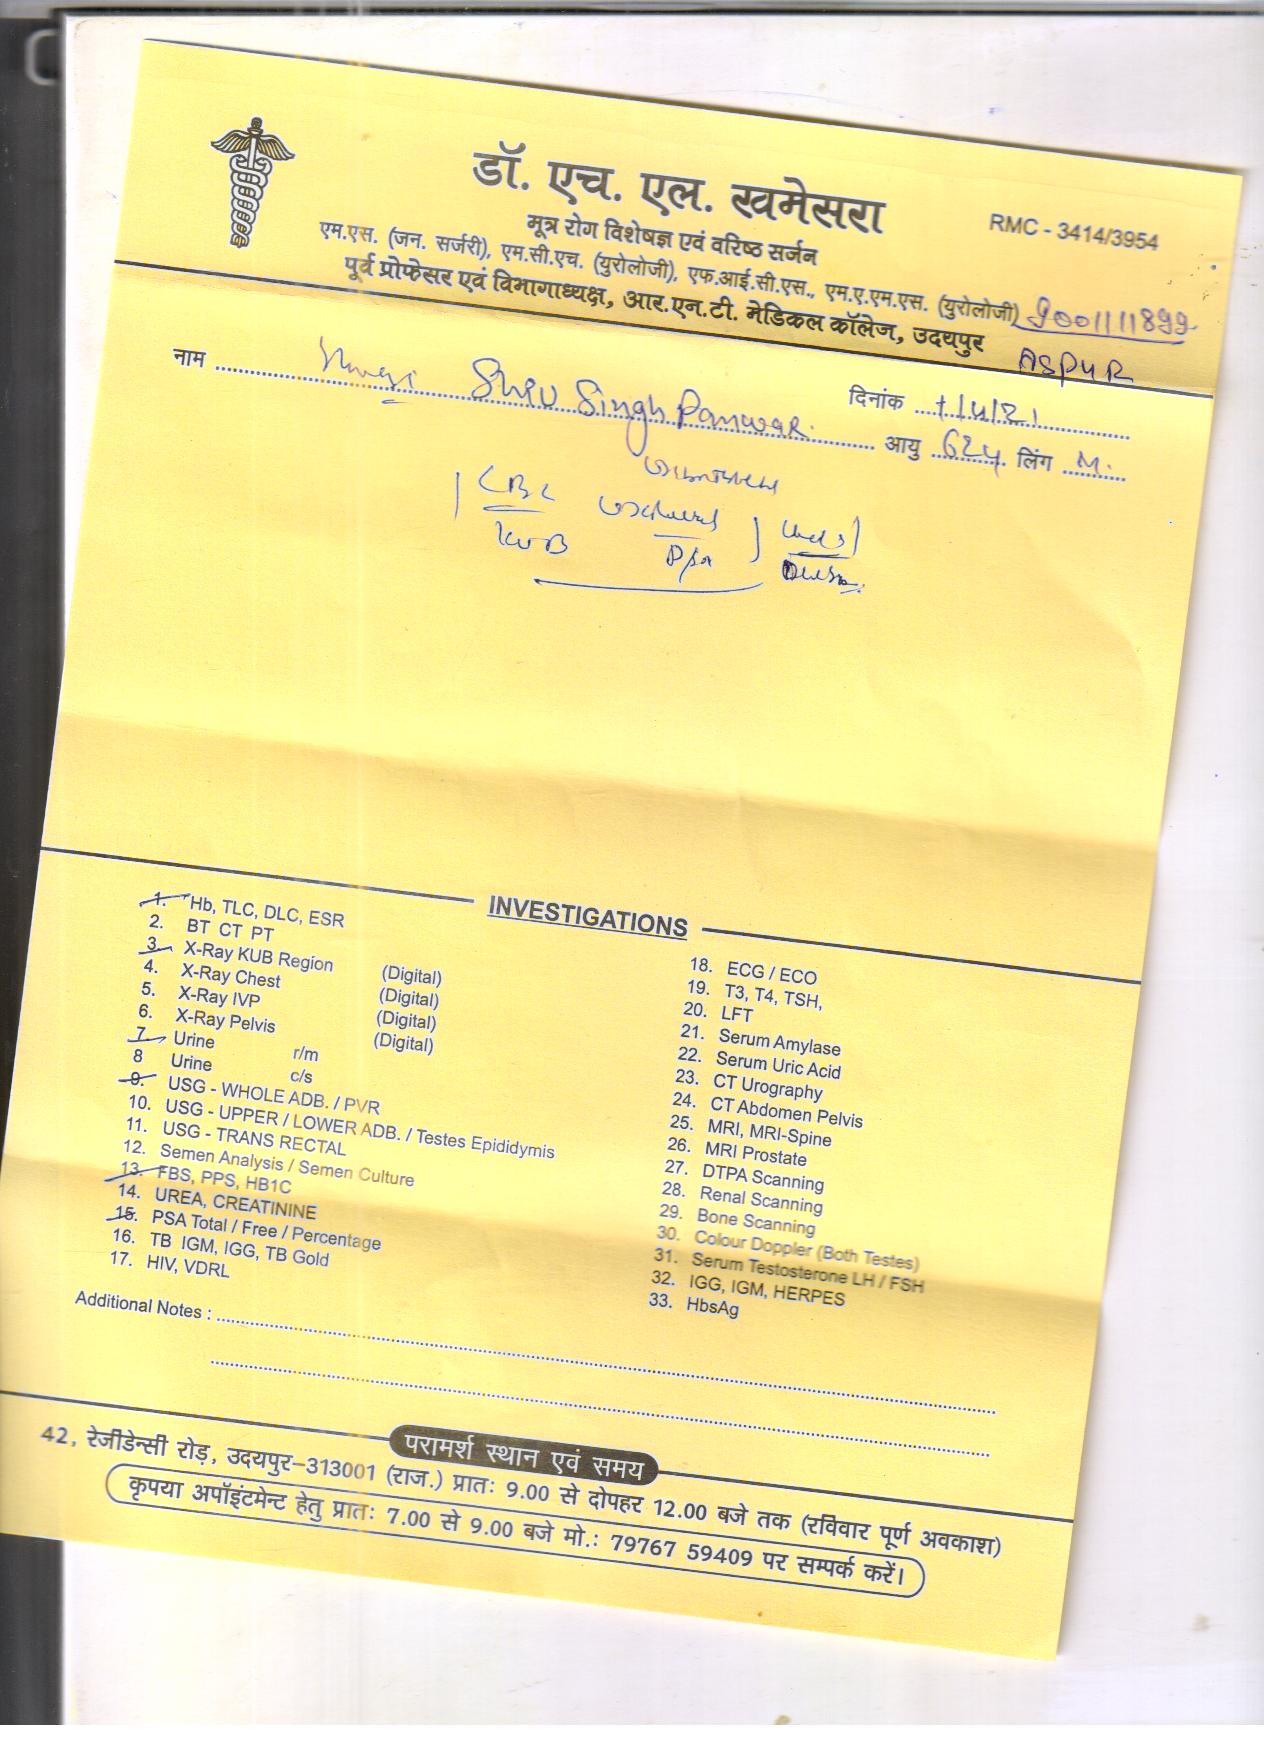 डॉ. एच. एल. खमेसरा
RMC - 3414/3954
मूत्र रोग विशेषज्ञ एवं वरिष्ठ सर्जन
एम.एस. (जन. सर्जरी), एम.सी.एच. (युरोलोजी), एफ.आई.सी.एस., एम.ए.एम.एस. (युरोलोजी)
पूर्व प्रोफेसर एवं विभागाध्यक्ष, आर.एन.टी. मेडिकल कॉलेज, उदयपुर
9001111899
ASPUR
नाम Singh Panwar दिनांक
आयु लिंग M.
CBC
KUB
INVESTIGATIONS
1. Hb, TLC, DLC, ESR
2. BT CT PT
3. X-Ray KUB Region (Digital)
4. X-Ray Chest (Digital)
5. X-Ray IVP (Digital)
6. X-Ray Pelvis (Digital)
7. Urine r/m
8 Urine c/s
9. USG - WHOLE ADB. / PVR
10. USG - UPPER / LOWER ADB. / Testes Epididymis
11. USG - TRANS RECTAL
12. Semen Analysis / Semen Culture
13. FBS, PPS, HB1C
14. UREA, CREATININE
15. PSA Total / Free / Percentage
16. TB IGM, IGG, TB Gold
17. HIV, VDRL
18. ECG / ECO
19. T3, T4, TSH,
20. LFT
21. Serum Amylase
22. Serum Uric Acid
23. CT Urography
24. CT Abdomen Pelvis
25. MRI, MRI-Spine
26. MRI Prostate
27. DTPA Scanning
28. Renal Scanning
29. Bone Scanning
30. Colour Doppler (Both Testes)
31. Serum Testosterone LH / FSH
32. IGG, IGM, HERPES
33. HbsAg
Additional Notes :
परामर्श स्थान एवं समय
42, रेजीडेन्सी रोड़, उदयपुर-313001 (राज.) प्रातः 9.00 से दोपहर 12.00 बजे तक (रविवार पूर्ण अवकाश)
कृपया अपॉइंटमेन्ट हेतु प्रातः 7.00 से 9.00 बजे मो.: 79767 59409 पर सम्पर्क करें।